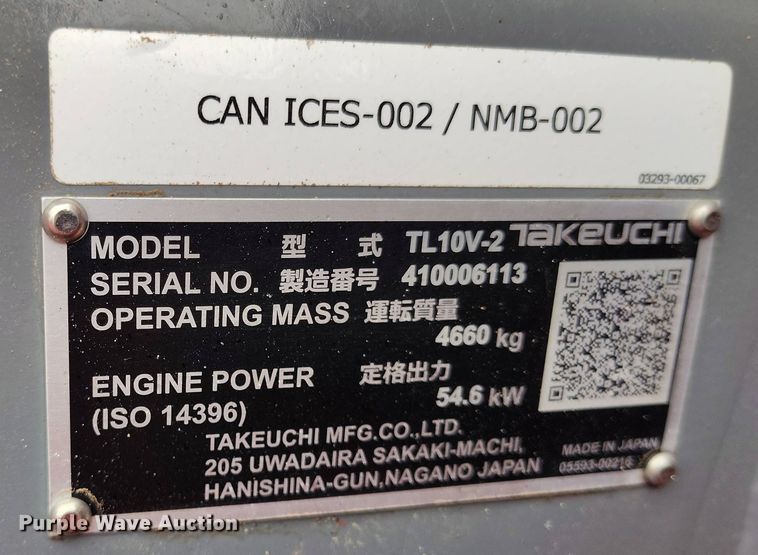 CAN ICES-002 / NMB-002
03293-00067
MODEL 型 式 TL10V-2 TAKEUCHI
SERIAL NO. 製造番号 410006113
OPERATING MASS 運転質量
4660 kg
ENGINE POWER 定格出力
(ISO 14396) 54.6 kW
TAKEUCHI MFG.CO.,LTD.
205 UWADAIRA SAKAKI-MACHI,
HANISHINA-GUN,NAGANO JAPAN
MADE IN JAPAN
05593-00216
Purple Wave Auction